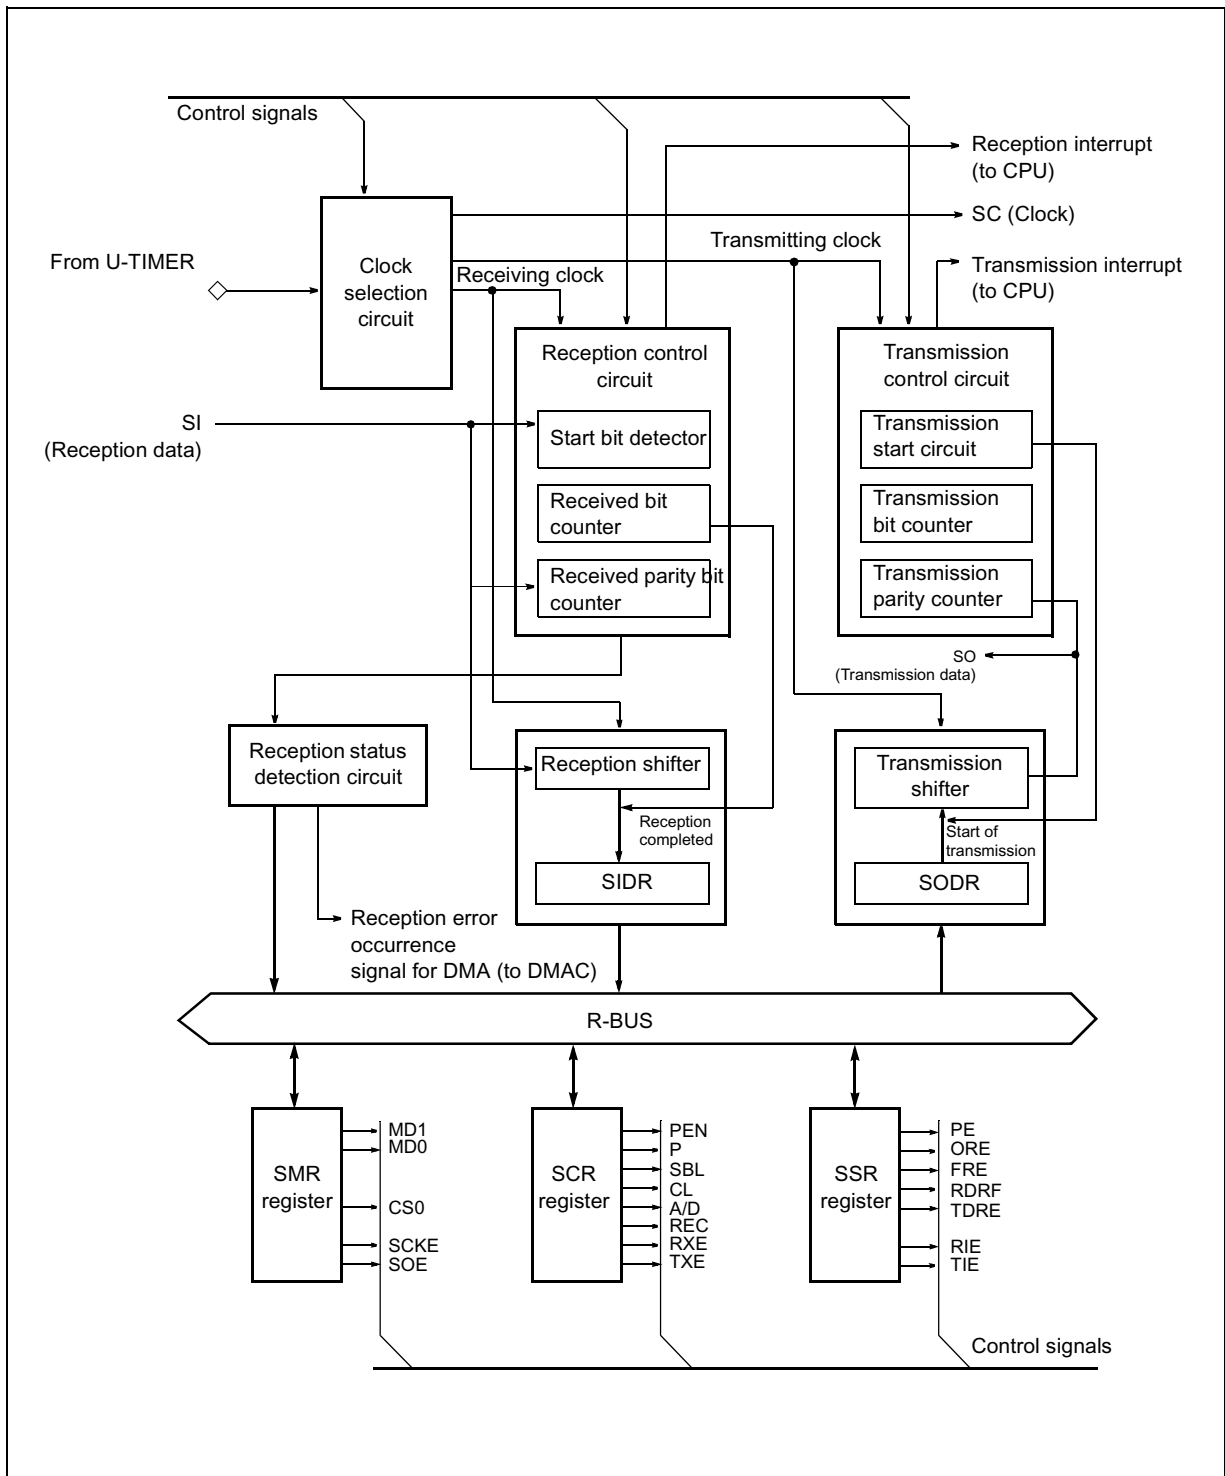 Control signals
Reception interrupt
(to CPU)
SC (Clock)
Transmitting clock
From U-TIMER
Clock
selection
circuit
Receiving clock
Transmission interrupt
(to CPU)
Reception control
circuit
Transmission
control circuit
SI
(Reception data)
Start bit detector
Transmission
start circuit
Received bit
counter
Transmission
bit counter
Received parity bit
counter
Transmission
parity counter
SO
(Transmission data)
Reception status
detection circuit
Reception shifter
Transmission
shifter
Reception
completed
Start of
transmission
SIDR
SODR
Reception error
occurrence
signal for DMA (to DMAC)
R-BUS
SMR
register
MD1
MD0
CS0
SCKE
SOE
SCR
register
PEN
P
SBL
CL
A/D
REC
RXE
TXE
SSR
register
PE
ORE
FRE
RDRF
TDRE
RIE
TIE
Control signals